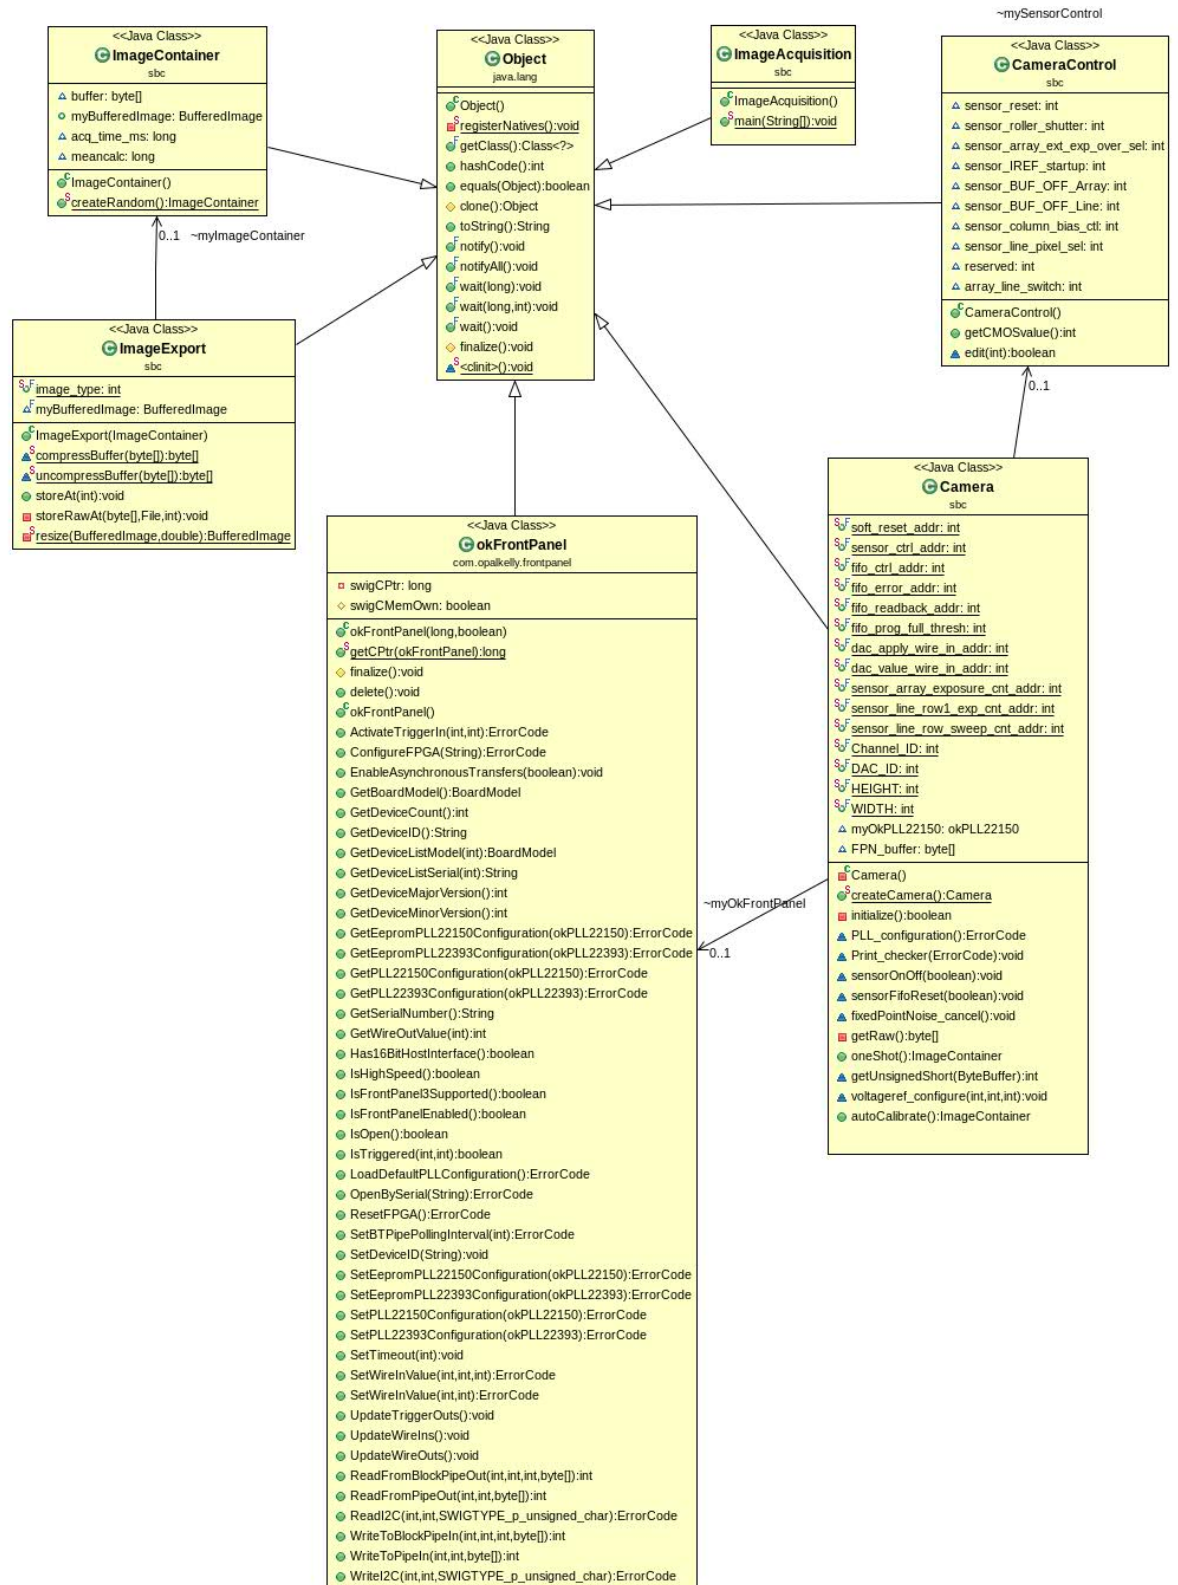 <<Java Class>>
ImageContainer
sbc
buffer: byte[]
myBufferedImage: BufferedImage
acq_time_ms: long
meancalc: long
ImageContainer()
createRandom():ImageContainer
0..1 ~myImageContainer
<<Java Class>>
ImageExport
sbc
image_type: int
myBufferedImage: BufferedImage
ImageExport(ImageContainer)
compressBuffer(byte[]):byte[]
uncompressBuffer(byte[]):byte[]
storeAt(int):void
storeRawAt(byte[],File,int):void
resize(BufferedImage,double):BufferedImage
<<Java Class>>
Object
java.lang
Object()
registerNatives():void
getClass():Class<?>
hashCode():int
equals(Object):boolean
clone():Object
toString():String
notify():void
notifyAll():void
wait(long):void
wait(long,int):void
wait():void
finalize():void
<clinit>():void
<<Java Class>>
ImageAcquisition
sbc
ImageAcquisition()
main(String[]):void
~mySensorControl
<<Java Class>>
CameraControl
sbc
sensor_reset: int
sensor_roller_shutter: int
sensor_array_ext_exp_over_sel: int
sensor_IREF_startup: int
sensor_BUF_OFF_Array: int
sensor_BUF_OFF_Line: int
sensor_column_bias_ctl: int
sensor_line_pixel_sel: int
reserved: int
array_line_switch: int
CameraControl()
getCMOSvalue():int
edit(int):boolean
0..1
<<Java Class>>
okFrontPanel
com.opalkelly.frontpanel
swigCPtr: long
swigCMemOwn: boolean
okFrontPanel(long,boolean)
getCPtr(okFrontPanel):long
finalize():void
delete():void
okFrontPanel()
ActivateTriggerIn(int,int):ErrorCode
ConfigureFPGA(String):ErrorCode
EnableAsynchronousTransfers(boolean):void
GetBoardModel():BoardModel
GetDeviceCount():int
GetDeviceID():String
GetDeviceListModel(int):BoardModel
GetDeviceListSerial(int):String
GetDeviceMajorVersion():int
GetDeviceMinorVersion():int
GetEepromPLL22150Configuration(okPLL22150):ErrorCode
GetEepromPLL22393Configuration(okPLL22393):ErrorCode
GetPLL22150Configuration(okPLL22150):ErrorCode
GetPLL22393Configuration(okPLL22393):ErrorCode
GetSerialNumber():String
GetWireOutValue(int):int
Has16BitHostInterface():boolean
IsHighSpeed():boolean
IsFrontPanel3Supported():boolean
IsFrontPanelEnabled():boolean
IsOpen():boolean
IsTriggered(int,int):boolean
LoadDefaultPLLConfiguration():ErrorCode
OpenBySerial(String):ErrorCode
ResetFPGA():ErrorCode
SetBTPipePollingInterval(int):ErrorCode
SetDeviceID(String):void
SetEepromPLL22150Configuration(okPLL22150):ErrorCode
SetEepromPLL22393Configuration(okPLL22393):ErrorCode
SetPLL22150Configuration(okPLL22150):ErrorCode
SetPLL22393Configuration(okPLL22393):ErrorCode
SetTimeout(int):void
SetWireInValue(int,int,int):ErrorCode
SetWireInValue(int,int):ErrorCode
UpdateTriggerOuts():void
UpdateWireIns():void
UpdateWireOuts():void
ReadFromBlockPipeOut(int,int,int,byte[]):int
ReadFromPipeOut(int,int,byte[]):int
ReadI2C(int,int,SWIGTYPE_p_unsigned_char):ErrorCode
WriteToBlockPipeIn(int,int,int,byte[]):int
WriteToPipeIn(int,int,byte[]):int
WriteI2C(int,int,SWIGTYPE_p_unsigned_char):ErrorCode
~myOkFrontPanel
0..1
<<Java Class>>
Camera
sbc
soft_reset_addr: int
sensor_ctrl_addr: int
fifo_ctrl_addr: int
fifo_error_addr: int
fifo_readback_addr: int
fifo_prog_full_thresh: int
dac_apply_wire_in_addr: int
dac_value_wire_in_addr: int
sensor_array_exposure_cnt_addr: int
sensor_line_row1_exp_cnt_addr: int
sensor_line_row_sweep_cnt_addr: int
Channel_ID: int
DAC_ID: int
HEIGHT: int
WIDTH: int
myOkPLL22150: okPLL22150
FPN_buffer: byte[]
Camera()
createCamera():Camera
initialize():boolean
PLL_configuration():ErrorCode
Print_checker(ErrorCode):void
sensorOnOff(boolean):void
sensorFifoReset(boolean):void
fixedPointNoise_cancel():void
getRaw():byte[]
oneShot():ImageContainer
getUnsignedShort(ByteBuffer):int
voltageref_configure(int,int,int):void
autoCalibrate():ImageContainer